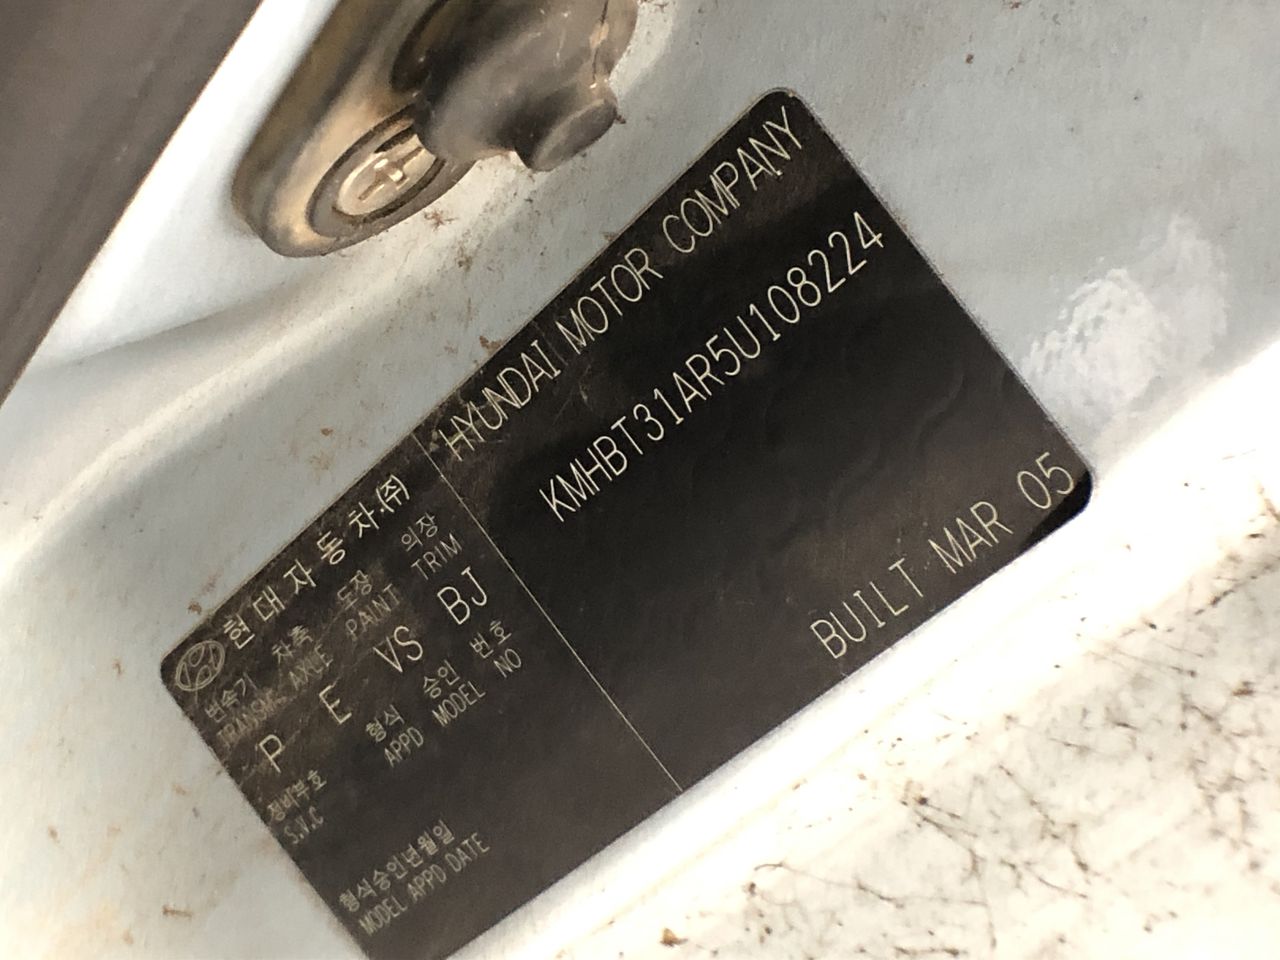 현대자동차(주)
HYUNDAI MOTOR COMPANY
변속기 차축 도장 의장
TRANSM. AXLE PAINT TRIM
P E VS BJ
정비부호 형식 승인 번호
S.V.C APPD MODEL NO
형식승인년월일
MODEL APPD DATE
KMHBT31AR5U108224
BUILT MAR 05